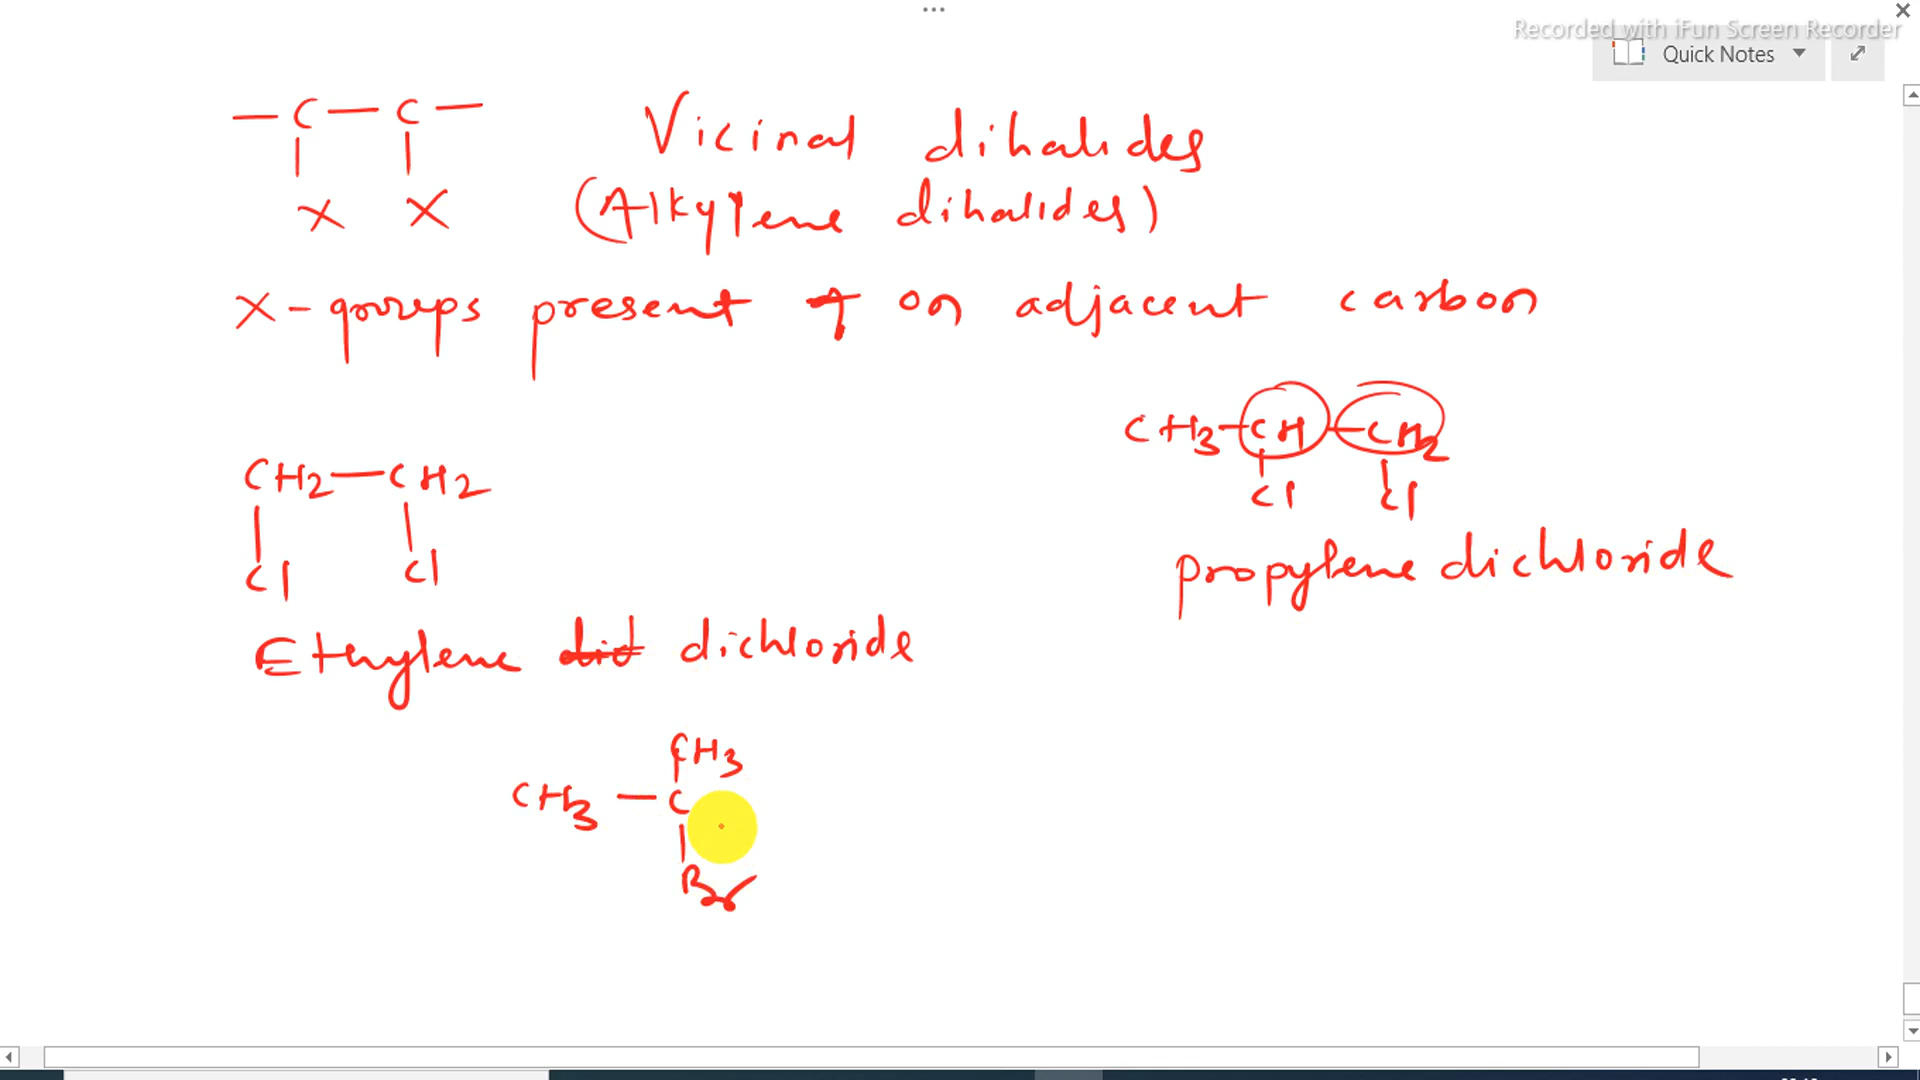 ...
Recorded with iFun Screen Recorder
Quick Notes
— C — C —
X X
Vicinal dihalides
(Alkylene dihalides)
X - groups present on adjacent carbon
CH3 — CH — CH2
Cl Cl
propylene dichloride
CH2 — CH2
Cl Cl
Ethylene did dichloride
CH3
CH3 — C
Br